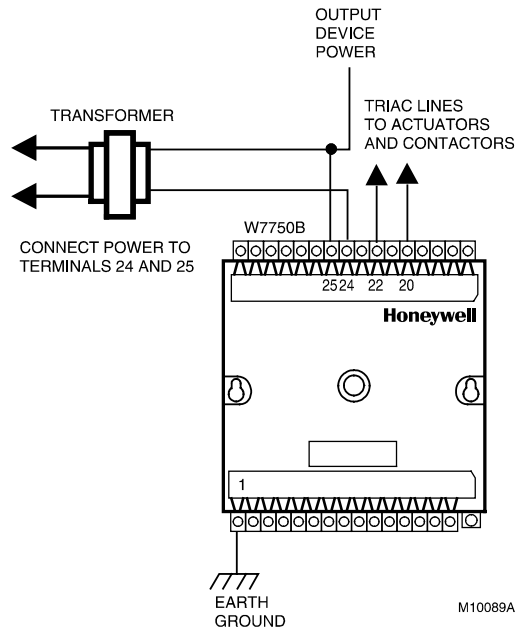 OUTPUT
DEVICE
POWER
TRANSFORMER
TRIAC LINES
TO ACTUATORS
AND CONTACTORS
CONNECT POWER TO
TERMINALS 24 AND 25
W7750B
25 24 22 20
Honeywell
1
EARTH
GROUND
M10089A